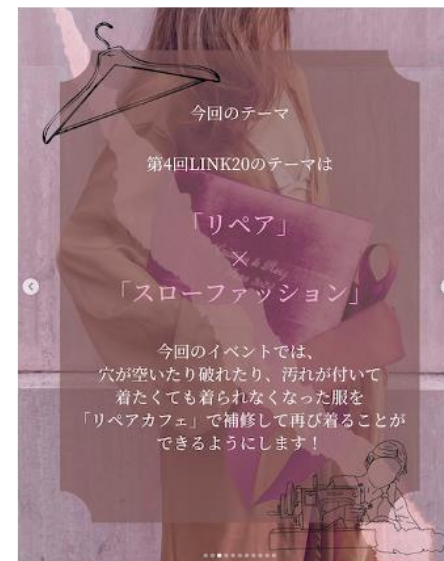 今回のテーマ
第4回LINK20のテーマは
「リペア」
×
「スローファッション」
今回のイベントでは、
穴が空いたり破れたり、汚れが付いて
着たくても着られなくなった服を
「リペアカフェ」で補修して再び着ることが
できるようにします！